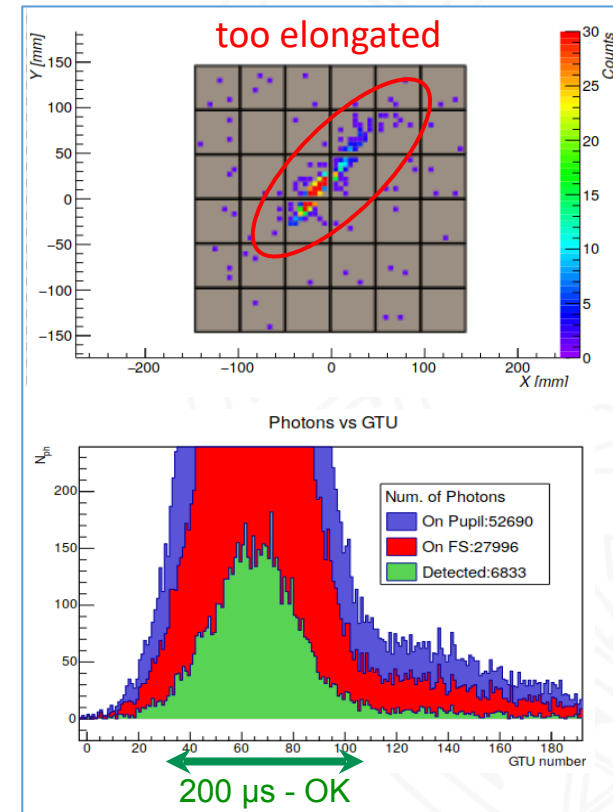 too elongated
Y [mm]
150
100
50
0
−50
−100
−150
−200
−100
0
100
200
X [mm]
30
25
20
15
10
5
0
Counts
Photons vs GTU
N_ph
200
150
100
50
0
Num. of Photons
On Pupil:52690
On FS:27996
Detected:6833
0
20
40
60
80
100
120
140
160
180
GTU number
200 µs - OK